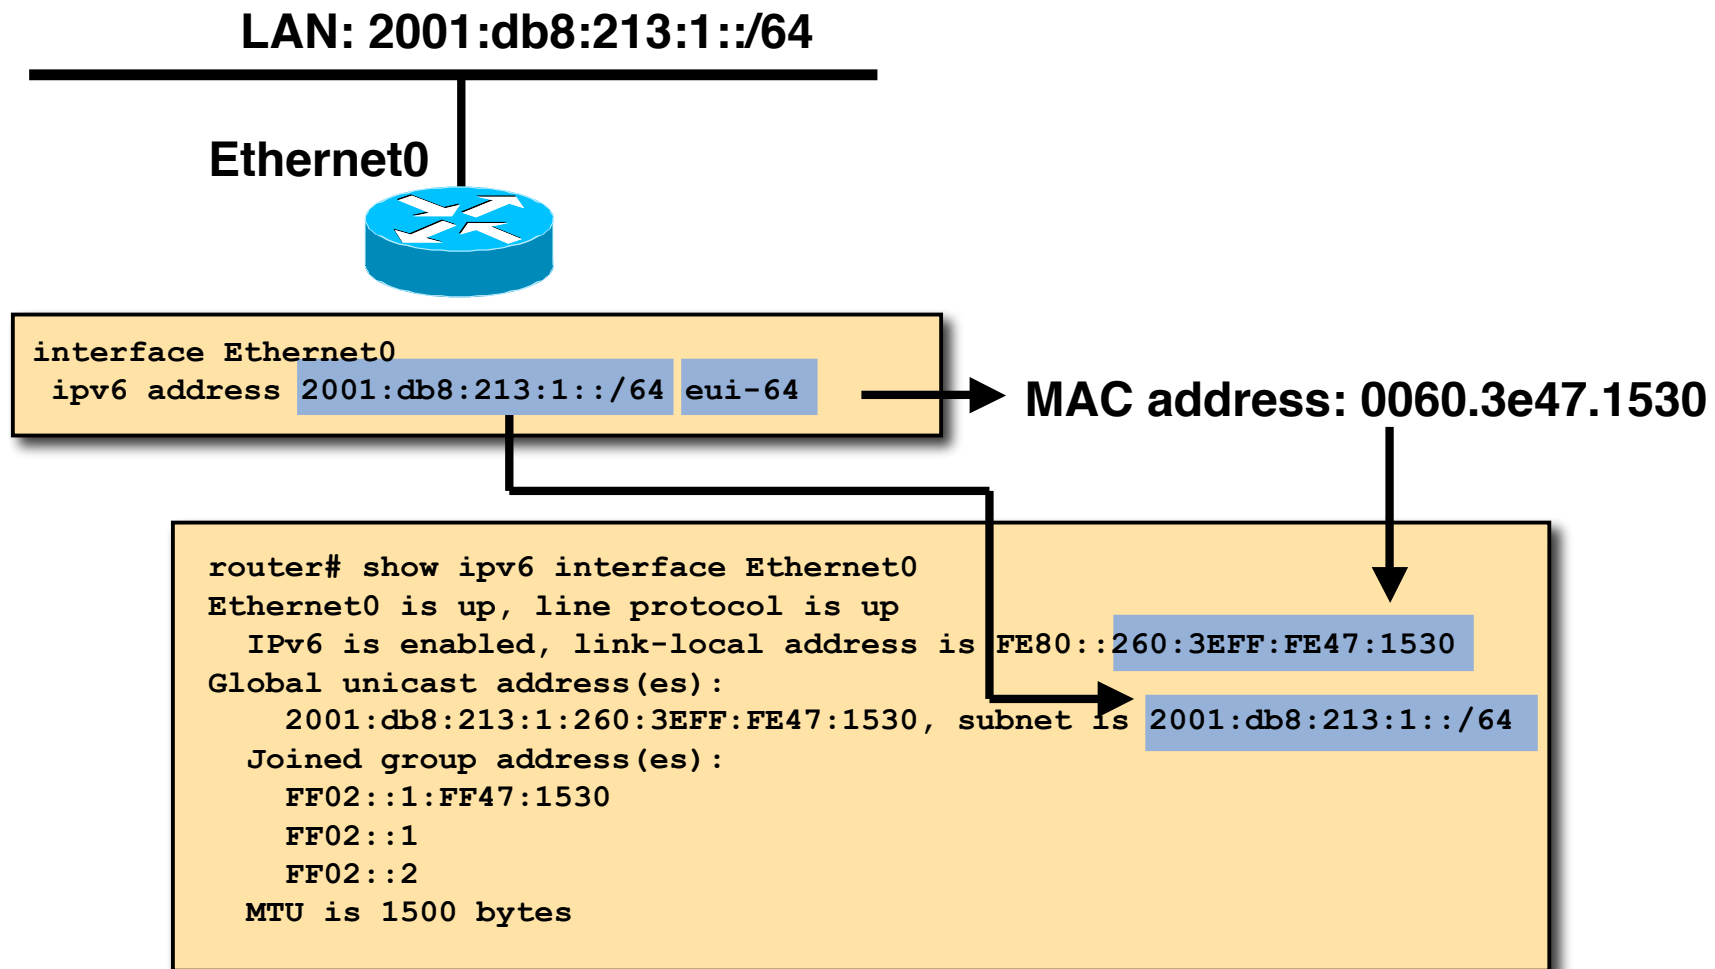 LAN: 2001:db8:213:1::/64
Ethernet0
interface Ethernet0
ipv6 address 2001:db8:213:1::/64 eui-64
MAC address: 0060.3e47.1530
router# show ipv6 interface Ethernet0
Ethernet0 is up, line protocol is up
IPv6 is enabled, link-local address is FE80::260:3EFF:FE47:1530
Global unicast address(es):
2001:db8:213:1:260:3EFF:FE47:1530, subnet is 2001:db8:213:1::/64
Joined group address(es):
FF02::1:FF47:1530
FF02::1
FF02::2
MTU is 1500 bytes